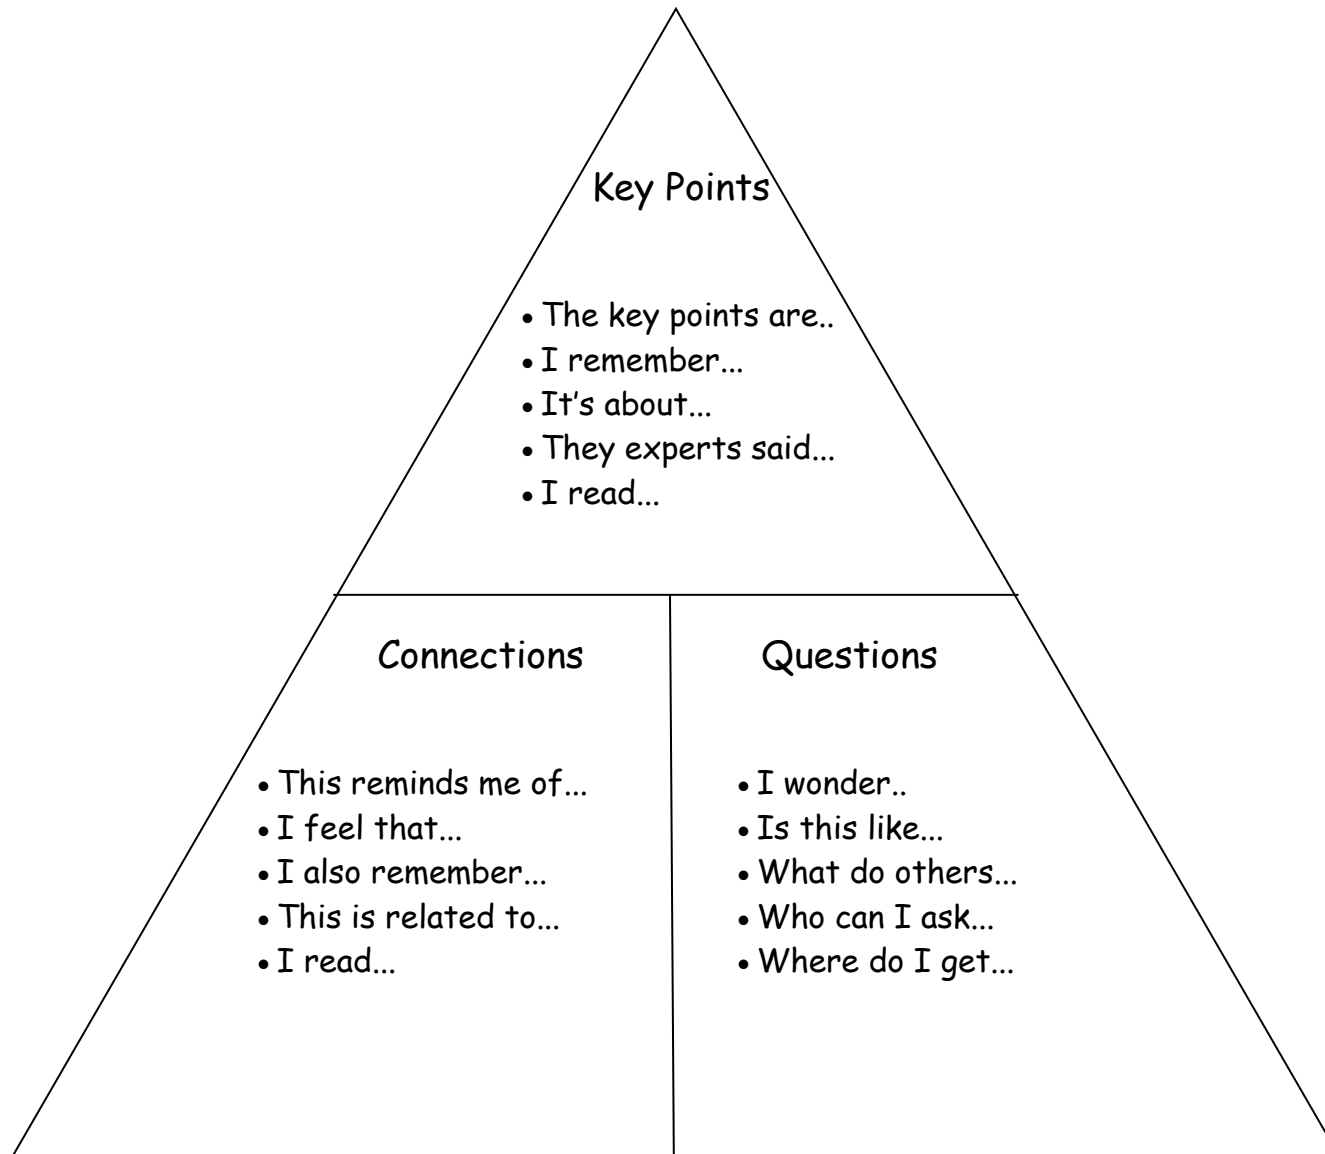 Key Points
• The key points are..
• I remember...
• It's about...
• They experts said...
• I read...
Connections
• This reminds me of...
• I feel that...
• I also remember...
• This is related to...
• I read...
Questions
• I wonder..
• Is this like...
• What do others...
• Who can I ask...
• Where do I get...